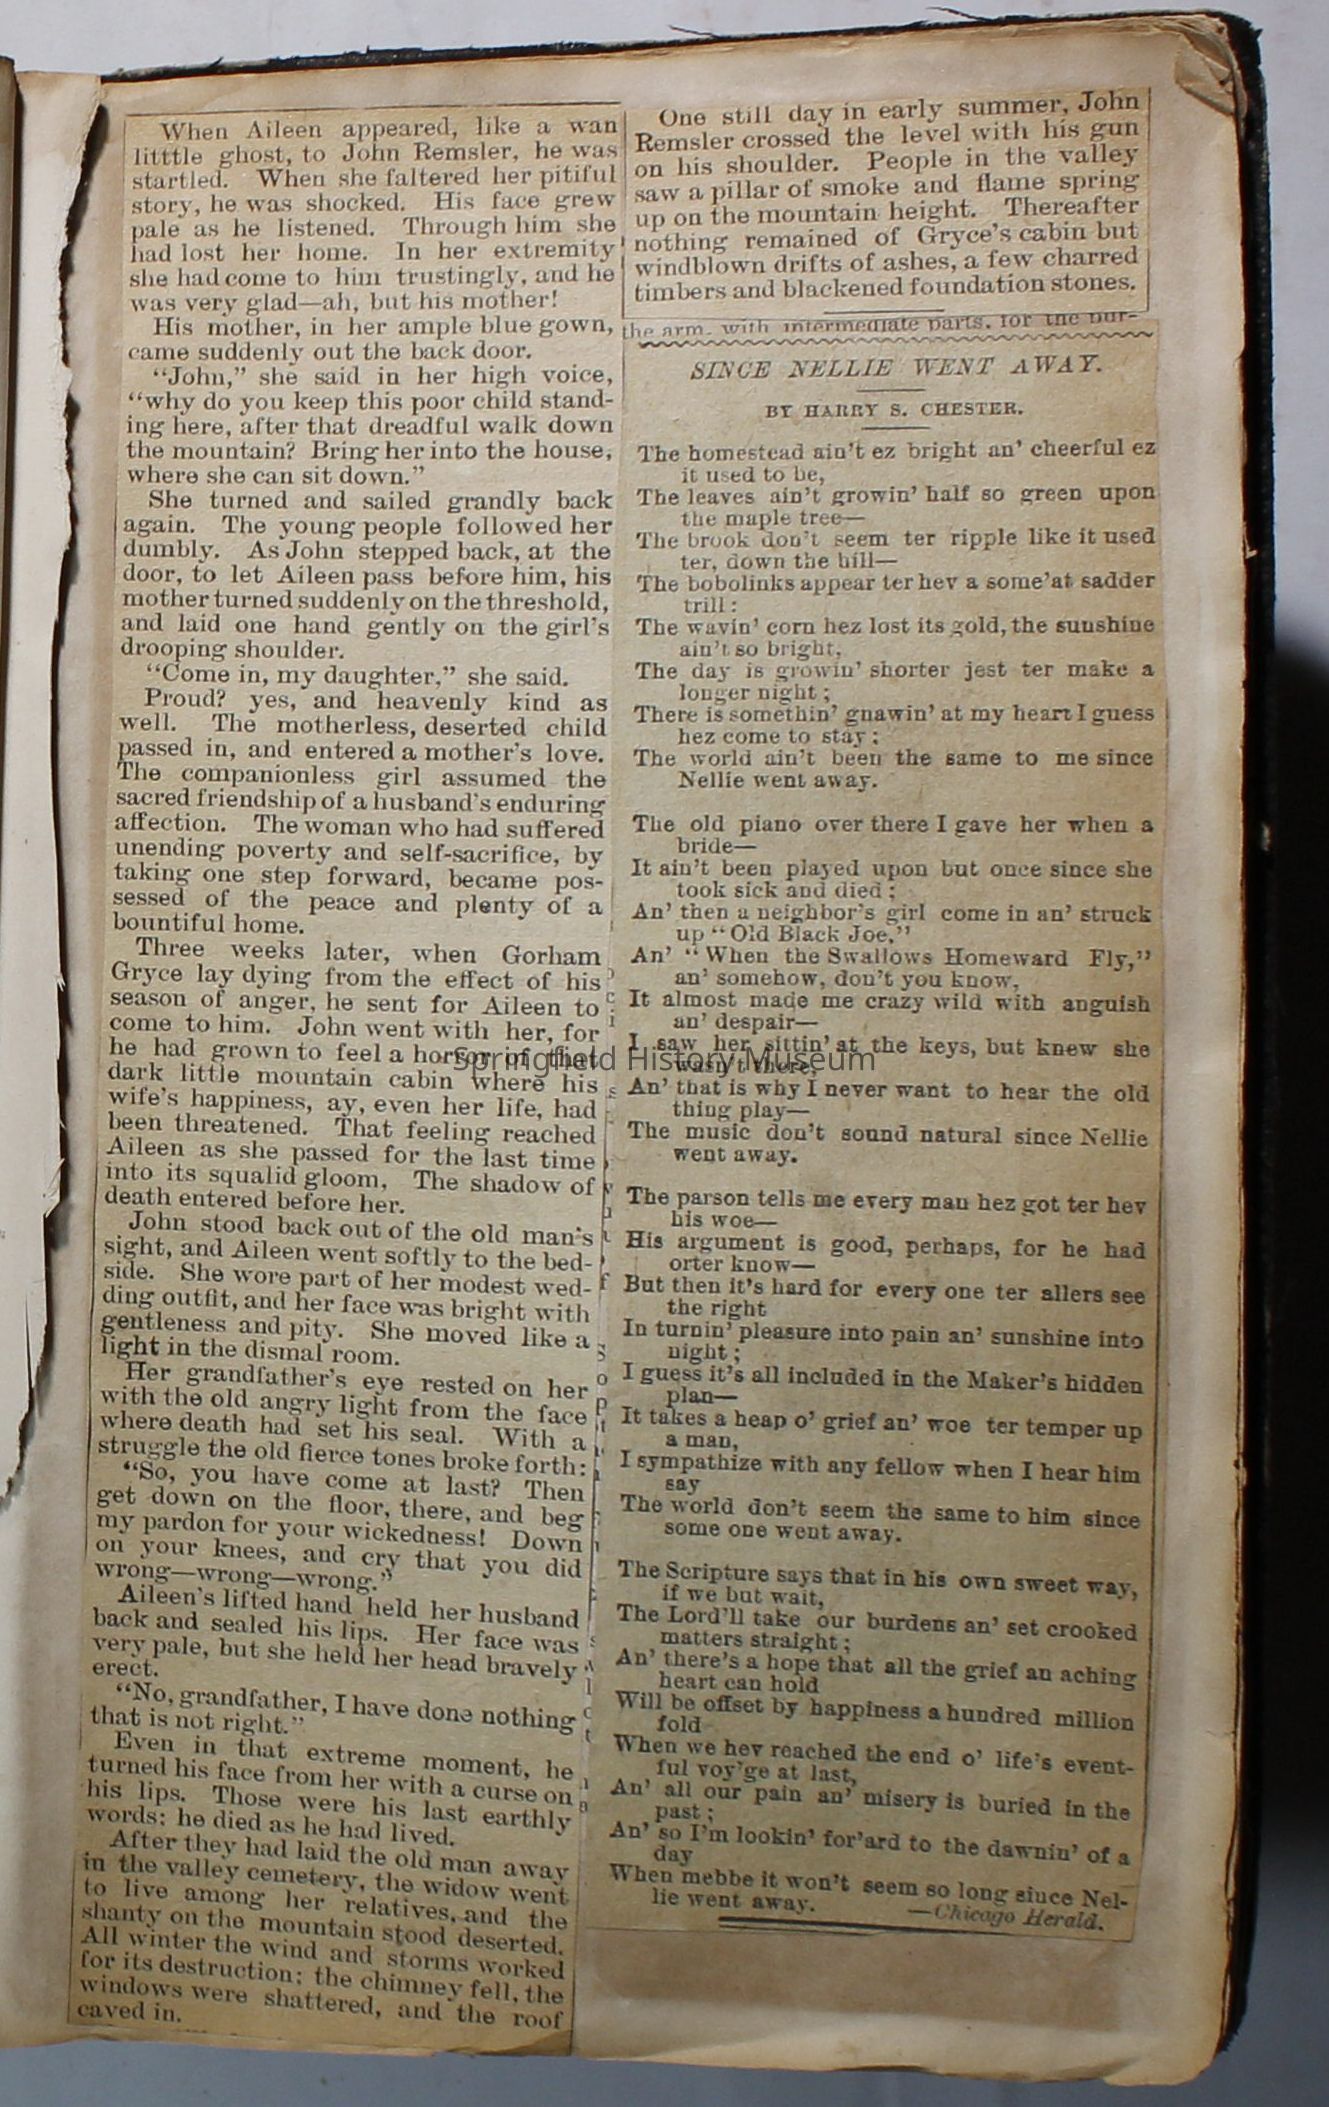 When Aileen appeared, like a wan
litttle ghost, to John Remsler, he was
startled. When she faltered her pitiful
story, he was shocked. His face grew
pale as he listened. Through him she
had lost her home. In her extremity
she had come to him trustingly, and he
was very glad—ah, but his mother!
His mother, in her ample blue gown,
came suddenly out the back door.
“John,” she said in her high voice,
“why do you keep this poor child stand-
ing here, after that dreadful walk down
the mountain? Bring her into the house,
where she can sit down.”
She turned and sailed grandly back
again. The young people followed her
dumbly. As John stepped back, at the
door, to let Aileen pass before him, his
mother turned suddenly on the threshold,
and laid one hand gently on the girl's
drooping shoulder.
“Come in, my daughter,” she said.
Proud? yes, and heavenly kind as
well. The motherless, deserted child
passed in, and entered a mother's love.
The companionless girl assumed the
sacred friendship of a husband's enduring
affection. The woman who had suffered
unending poverty and self-sacrifice, by
taking one step forward, became pos-
sessed of the peace and plenty of a
bountiful home.
Three weeks later, when Gorham
Gryce lay dying from the effect of his
season of anger, he sent for Aileen to
come to him. John went with her, for
he had grown to feel a horror of that
dark little mountain cabin where his
wife's happiness, ay, even her life, had
been threatened. That feeling reached
Aileen as she passed for the last time
into its squalid gloom. The shadow of
death entered before her.
John stood back out of the old man's
sight, and Aileen went softly to the bed-
side. She wore part of her modest wed-
ding outfit, and her face was bright with
gentleness and pity. She moved like a
light in the dismal room.
Her grandfather's eye rested on her
with the old angry light from the face
where death had set his seal. With a
struggle the old fierce tones broke forth:
“So, you have come at last? Then
get down on the floor, there, and beg
my pardon for your wickedness! Down
on your knees, and cry that you did
wrong—wrong—wrong.”
Aileen's lifted hand held her husband
back and sealed his lips. Her face was
very pale, but she held her head bravely
erect.
“No, grandfather, I have done nothing
that is not right.”
Even in that extreme moment, he
turned his face from her with a curse on
his lips. Those were his last earthly
words; he died as he had lived.
After they had laid the old man away
in the valley cemetery, the widow went
to live among her relatives, and the
shanty on the mountain stood deserted.
All winter the wind and storms worked
for its destruction; the chimney fell, the
windows were shattered, and the roof
caved in.
One still day in early summer, John
Remsler crossed the level with his gun
on his shoulder. People in the valley
saw a pillar of smoke and flame spring
up on the mountain height. Thereafter
nothing remained of Gryce's cabin but
windblown drifts of ashes, a few charred
timbers and blackened foundation stones.
the arm, with intermediate parts, for the pur-
SINCE NELLIE WENT AWAY.
BY HARRY S. CHESTER.
The homestead ain't ez bright an' cheerful ez
it used to be,
The leaves ain't growin' half so green upon
the maple tree—
The brook don't seem ter ripple like it used
ter, down the hill—
The bobolinks appear ter hev a some'at sadder
trill:
The wavin' corn hez lost its gold, the sunshine
ain't so bright,
The day is growin' shorter jest ter make a
longer night;
There is somethin' gnawin' at my heart I guess
hez come to stay;
The world ain't been the same to me since
Nellie went away.
The old piano over there I gave her when a
bride—
It ain't been played upon but once since she
took sick and died;
An' then a neighbor's girl come in an' struck
up “Old Black Joe,”
An' “When the Swallows Homeward Fly,”
an' somehow, don't you know,
It almost made me crazy wild with anguish
an' despair—
I saw her sittin' at the keys, but knew she
wasn't there,
An' that is why I never want to hear the old
thing play—
The music don't sound natural since Nellie
went away.
The parson tells me every man hez got ter hev
his woe—
His argument is good, perhaps, for he had
orter know—
But then it's hard for every one ter allers see
the right
In turnin' pleasure into pain an' sunshine into
night;
I guess it's all included in the Maker's hidden
plan—
It takes a heap o' grief an' woe ter temper up
a man,
I sympathize with any fellow when I hear him
say
The world don't seem the same to him since
some one went away.
The Scripture says that in his own sweet way,
if we but wait,
The Lord'll take our burdens an' set crooked
matters straight;
An' there's a hope that all the grief an aching
heart can hold
Will be offset by happiness a hundred million
fold
When we hev reached the end o' life's event-
ful voy'ge at last,
An' all our pain an' misery is buried in the
past;
An' so I'm lookin' for'ard to the dawnin' of a
day
When mebbe it won't seem so long since Nel-
lie went away.
—Chicago Herald.
Springfield History Museum